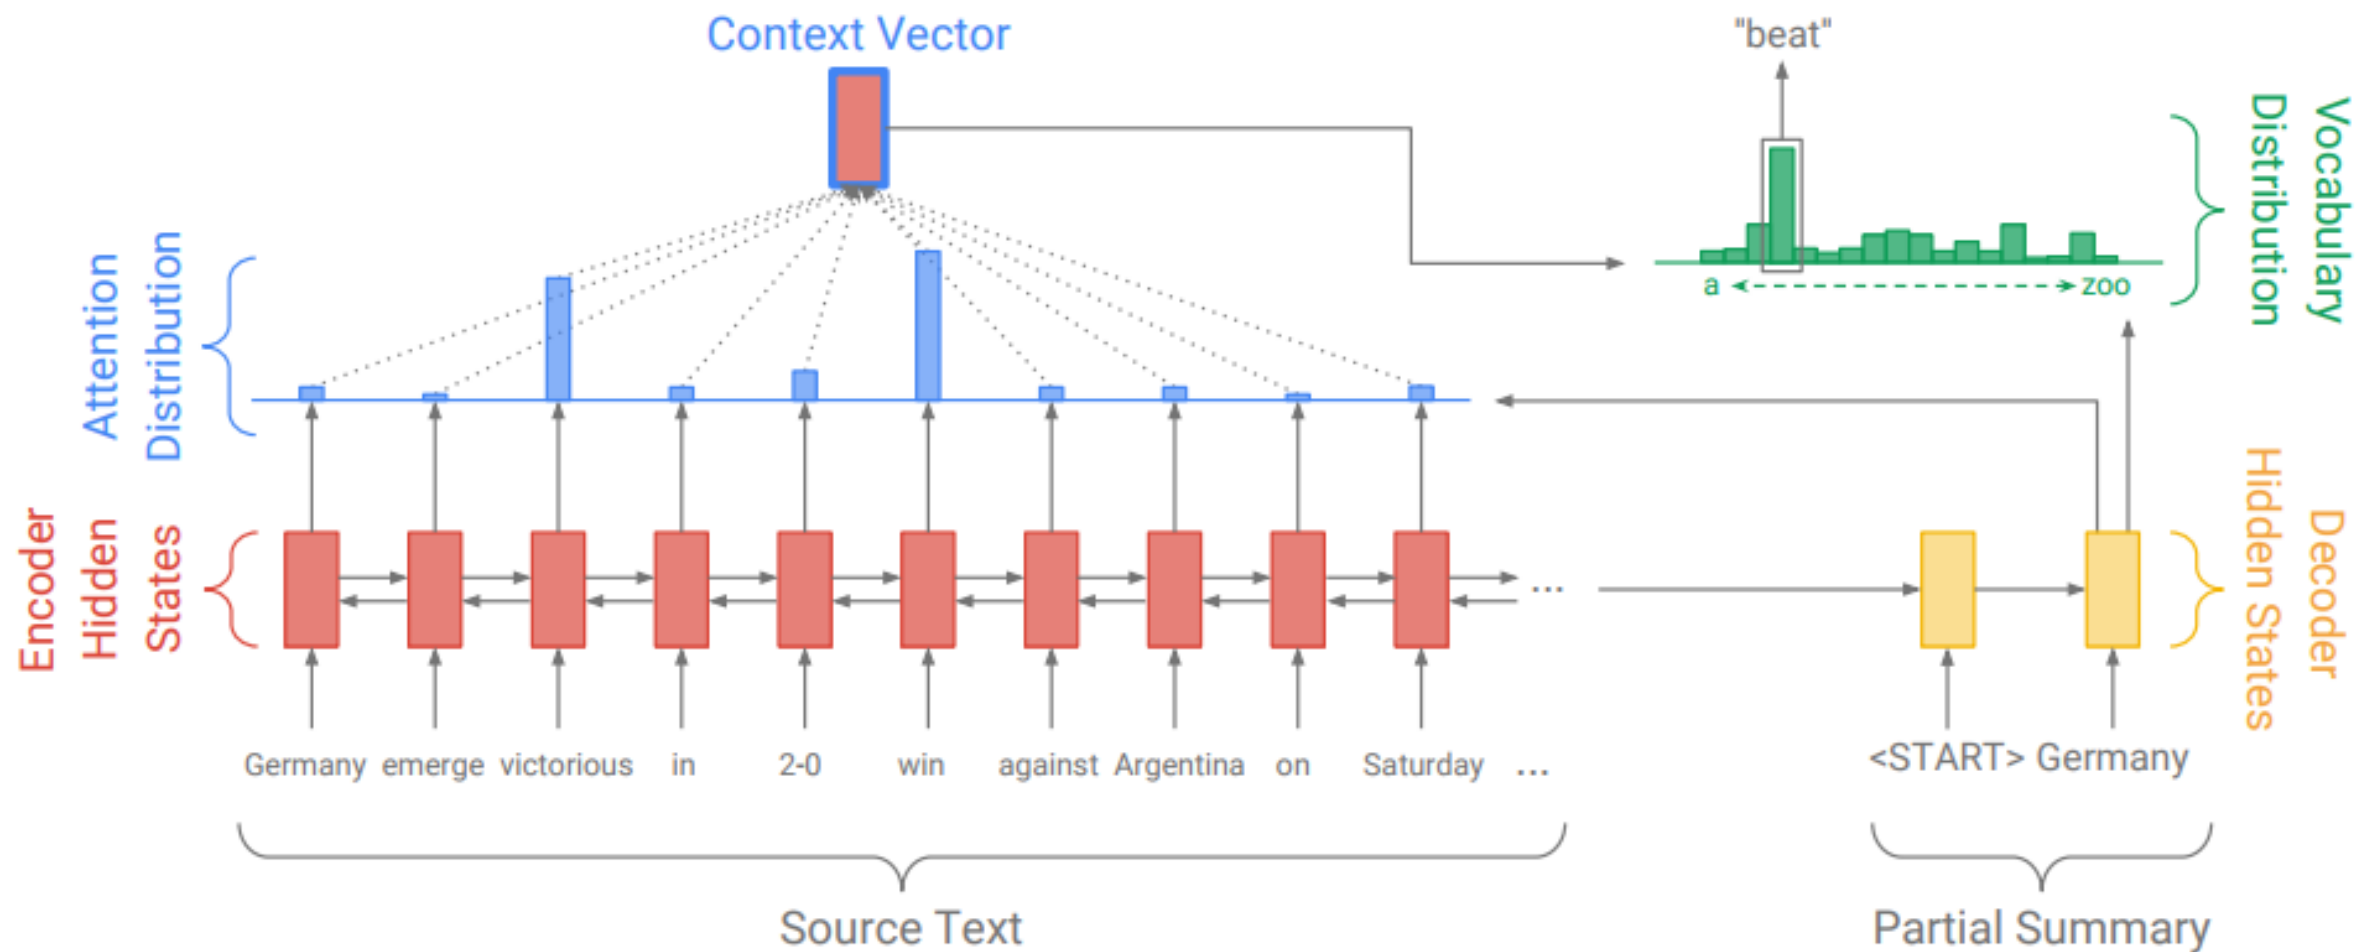 Context Vector
"beat"
a
zoo
Vocabulary
Distribution
Attention
Distribution
Encoder
Hidden
States
...
Decoder
Hidden States
Germany emerge victorious in 2-0 win against Argentina on Saturday ...
<START> Germany
Source Text
Partial Summary